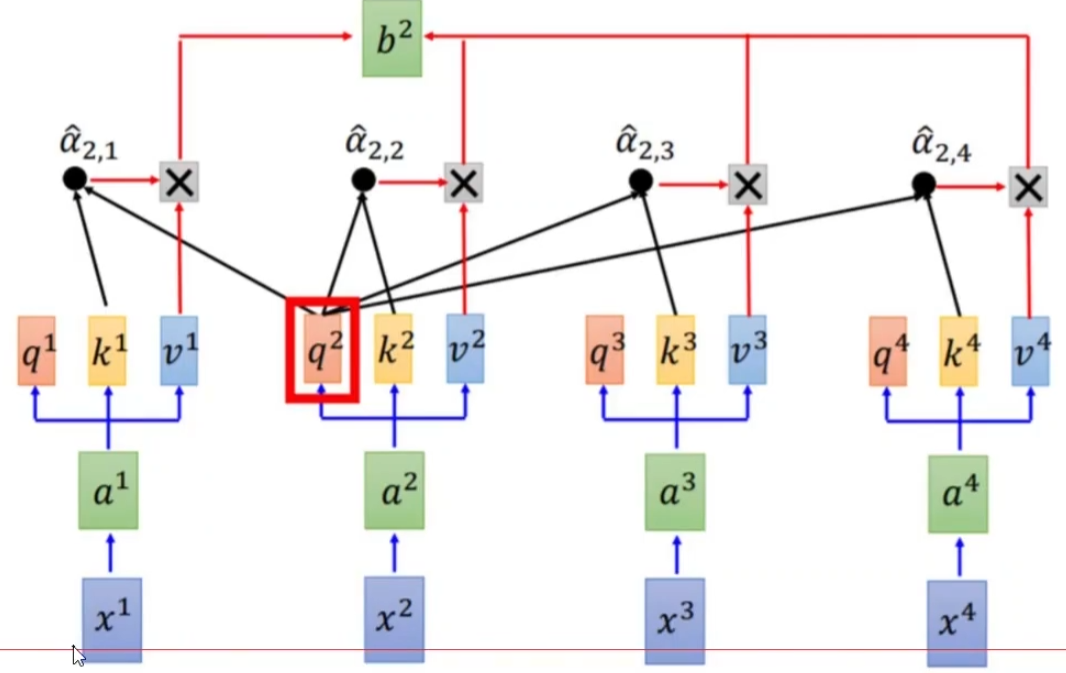 b²
α̂₂,₁ α̂₂,₂ α̂₂,₃ α̂₂,₄
q¹ k¹ v¹ q² k² v² q³ k³ v³ q⁴ k⁴ v⁴
a¹ a² a³ a⁴
x¹ x² x³ x⁴